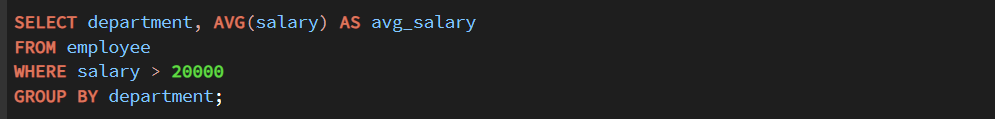 SELECT department, AVG(salary) AS avg_salary
FROM employee
WHERE salary > 20000
GROUP BY department;